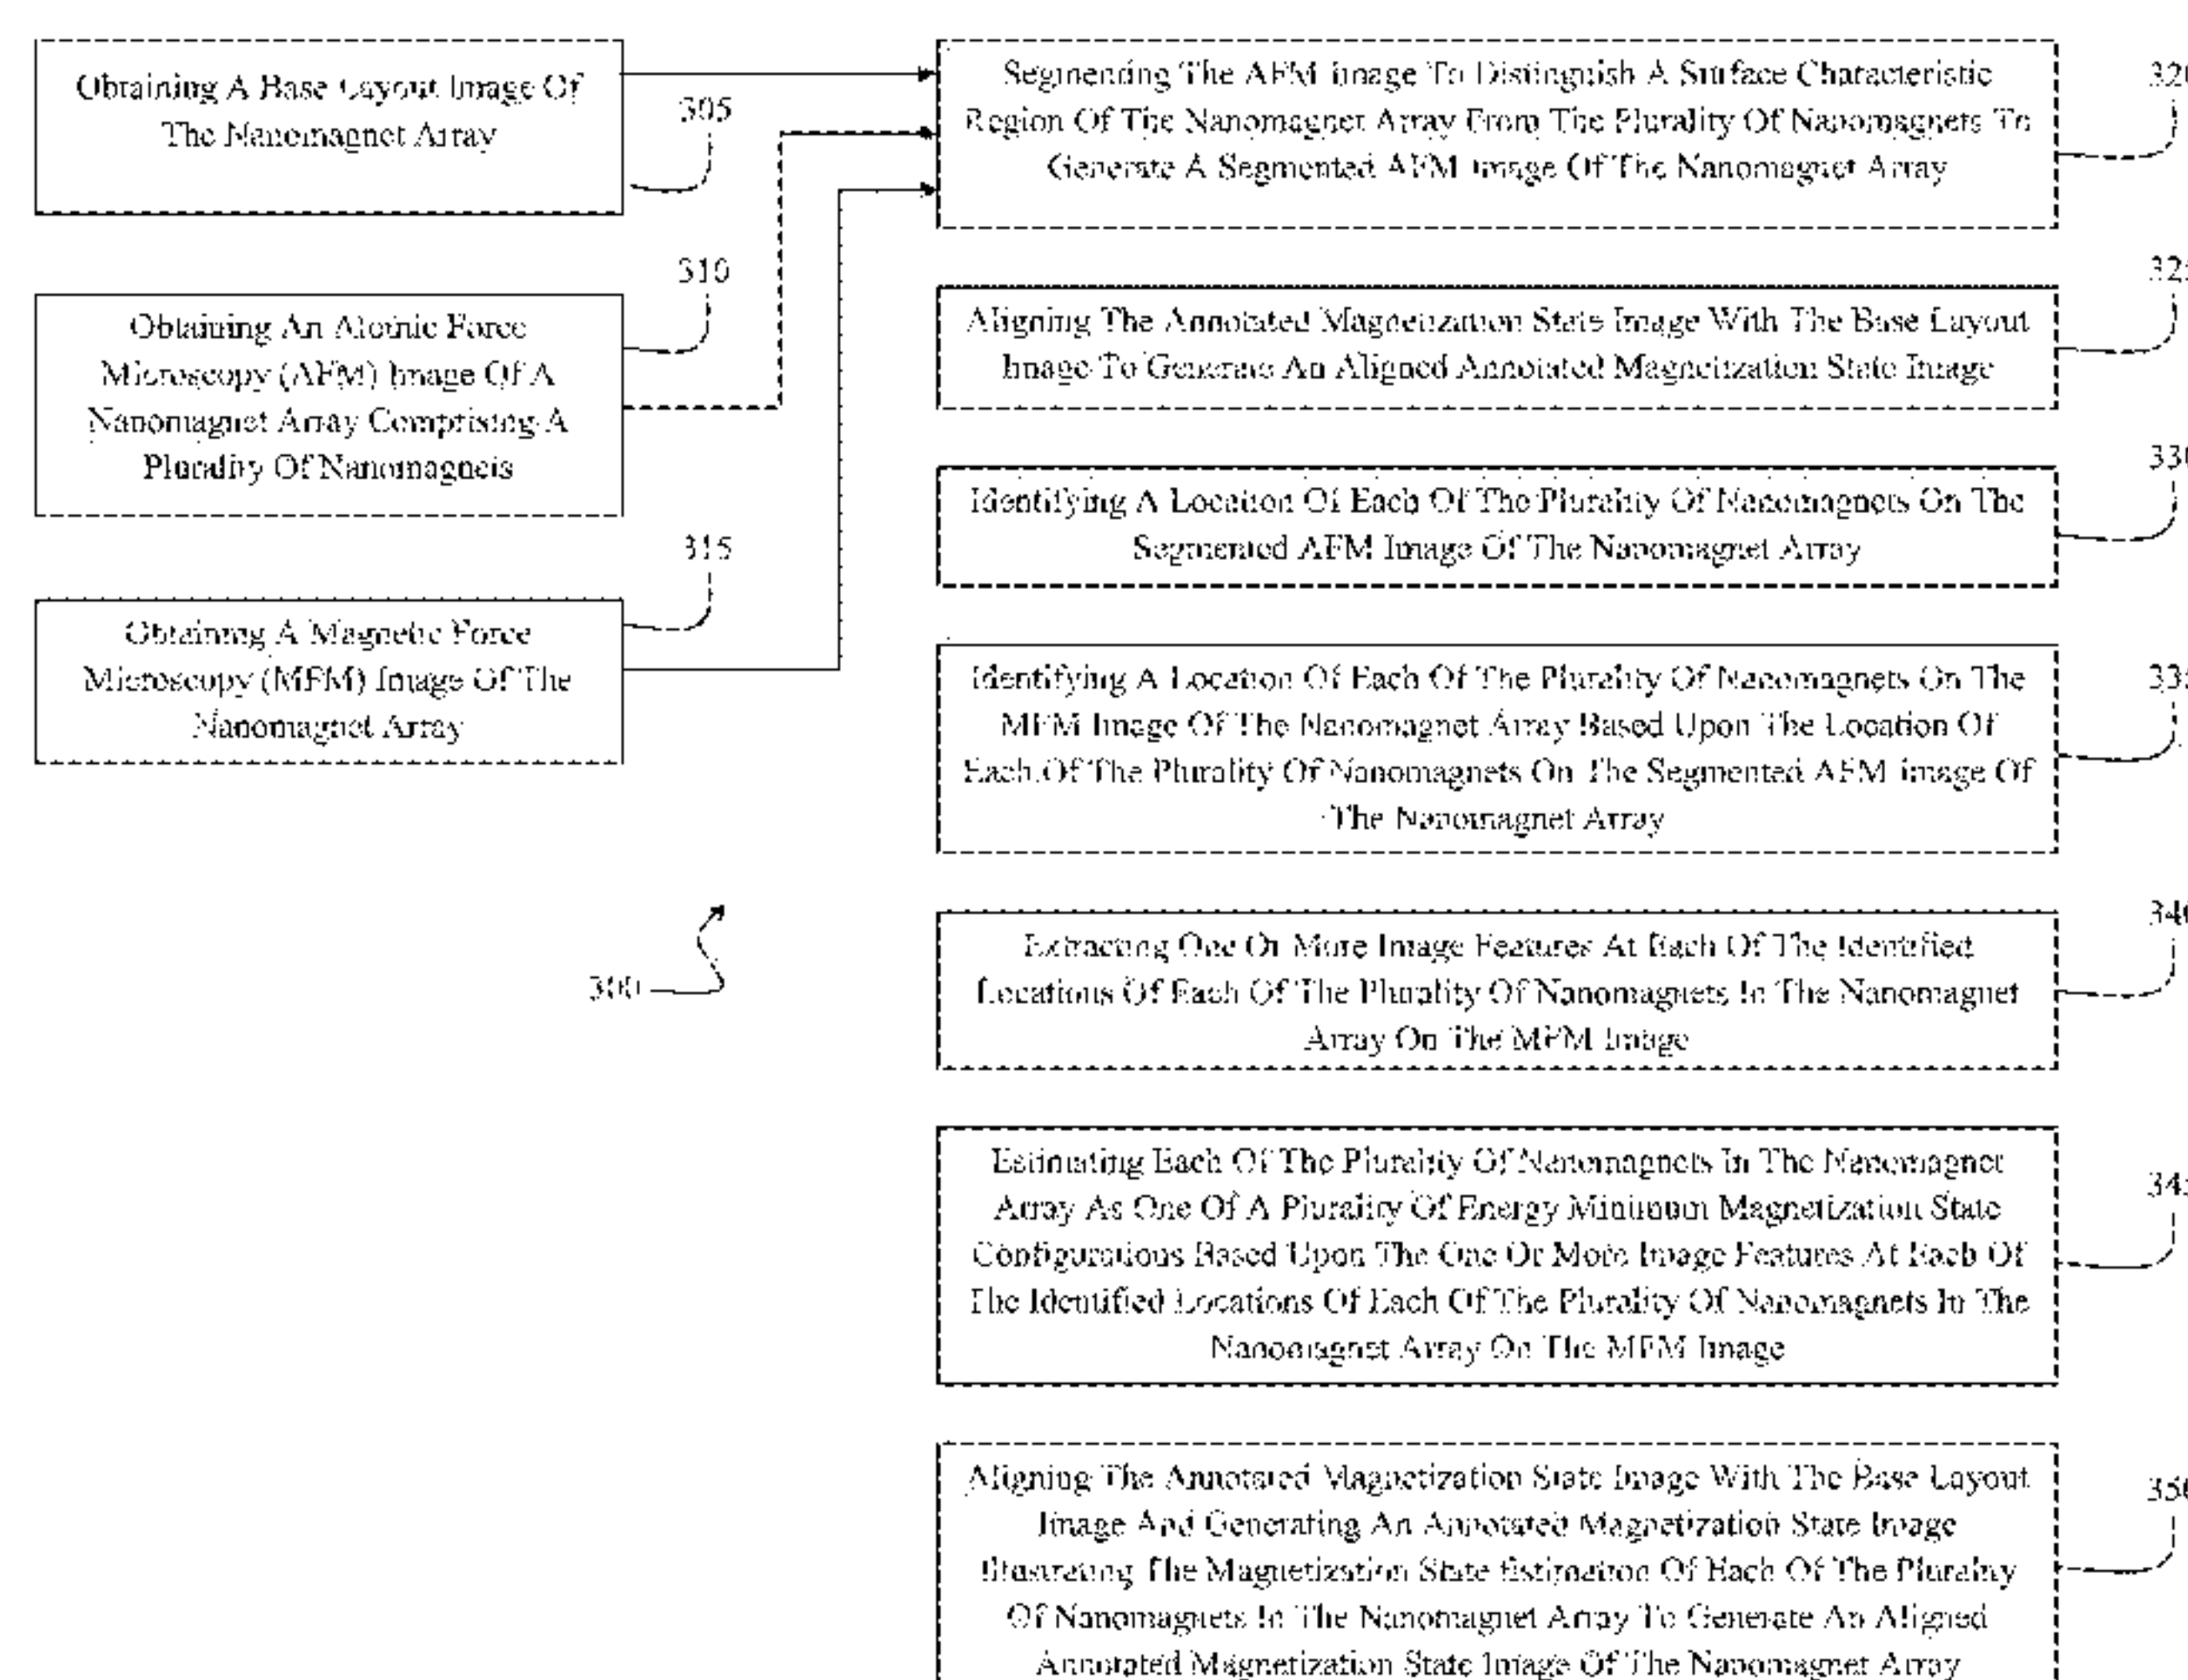 Obtaining A Base Layout Image Of
The Nanomagnet Array
305
310
Obtaining An Atomic Force
Microscopy (AFM) Image Of A
Nanomagnet Array Comprising A
Plurality Of Nanomagnets
315
Obtaining A Magnetic Force
Microscopy (MFM) Image Of The
Nanomagnet Array
300
Segmenting The AFM Image To Distinguish A Surface Characteristic
Region Of The Nanomagnet Array From The Plurality Of Nanomagnets To
Generate A Segmented AFM Image Of The Nanomagnet Array
320
Aligning The Annotated Magnetization State Image With The Base Layout
Image To Generate An Aligned Annotated Magnetization State Image
325
Identifying A Location Of Each Of The Plurality Of Nanomagnets On The
Segmented AFM Image Of The Nanomagnet Array
330
Identifying A Location Of Each Of The Plurality Of Nanomagnets On The
MFM Image Of The Nanomagnet Array Based Upon The Location Of
Each Of The Plurality Of Nanomagnets On The Segmented AFM Image Of
The Nanomagnet Array
335
Extracting One Or More Image Features At Each Of The Identified
Locations Of Each Of The Plurality Of Nanomagnets In The Nanomagnet
Array On The MFM Image
340
Estimating Each Of The Plurality Of Nanomagnets In The Nanomagnet
Array As One Of A Plurality Of Energy Minimum Magnetization State
Configurations Based Upon The One Or More Image Features At Each Of
The Identified Locations Of Each Of The Plurality Of Nanomagnets In The
Nanomagnet Array On The MFM Image
345
Aligning The Annotated Magnetization State Image With The Base Layout
Image And Generating An Annotated Magnetization State Image
Illustrating The Magnetization State Estimation Of Each Of The Plurality
Of Nanomagnets In The Nanomagnet Array To Generate An Aligned
Annotated Magnetization State Image Of The Nanomagnet Array
350